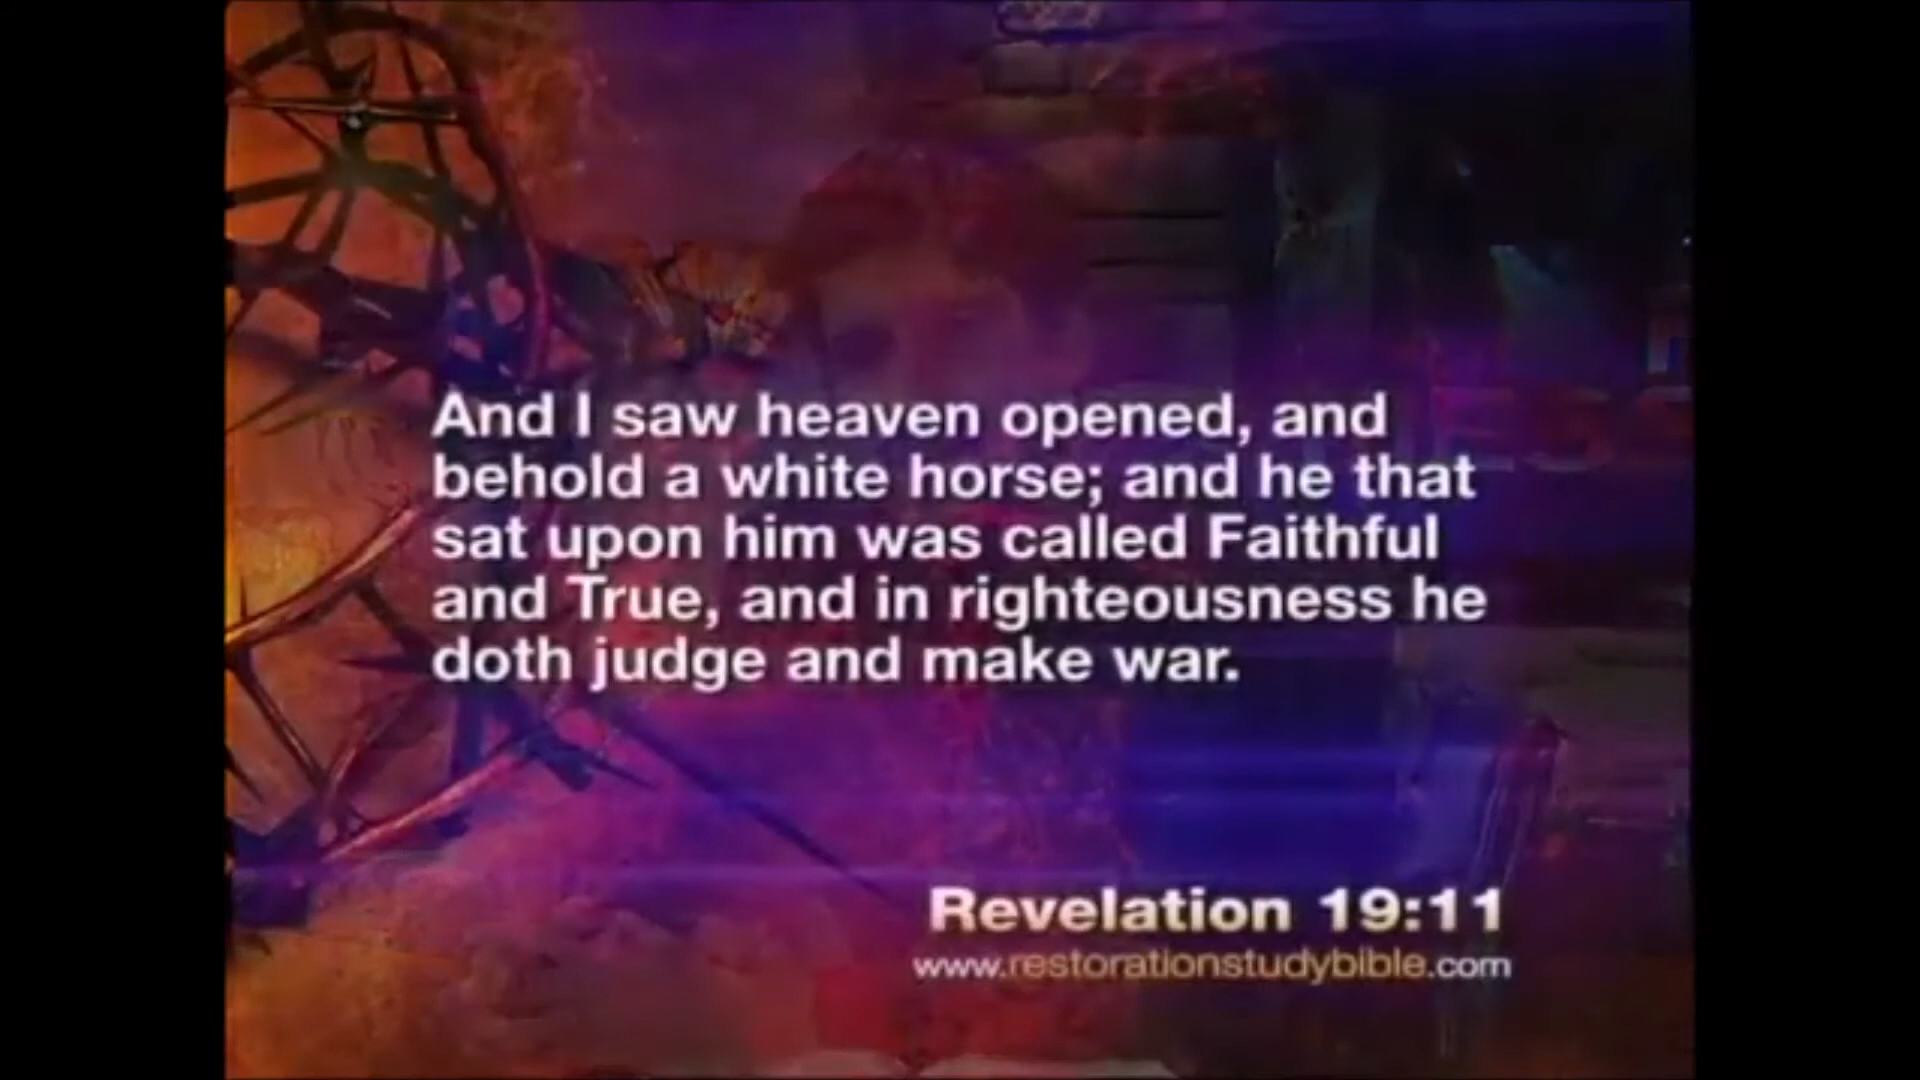 And I saw heaven opened, and
behold a white horse; and he that
sat upon him was called Faithful
and True, and in righteousness he
doth judge and make war.
Revelation 19:11
www.restorationstudybible.com